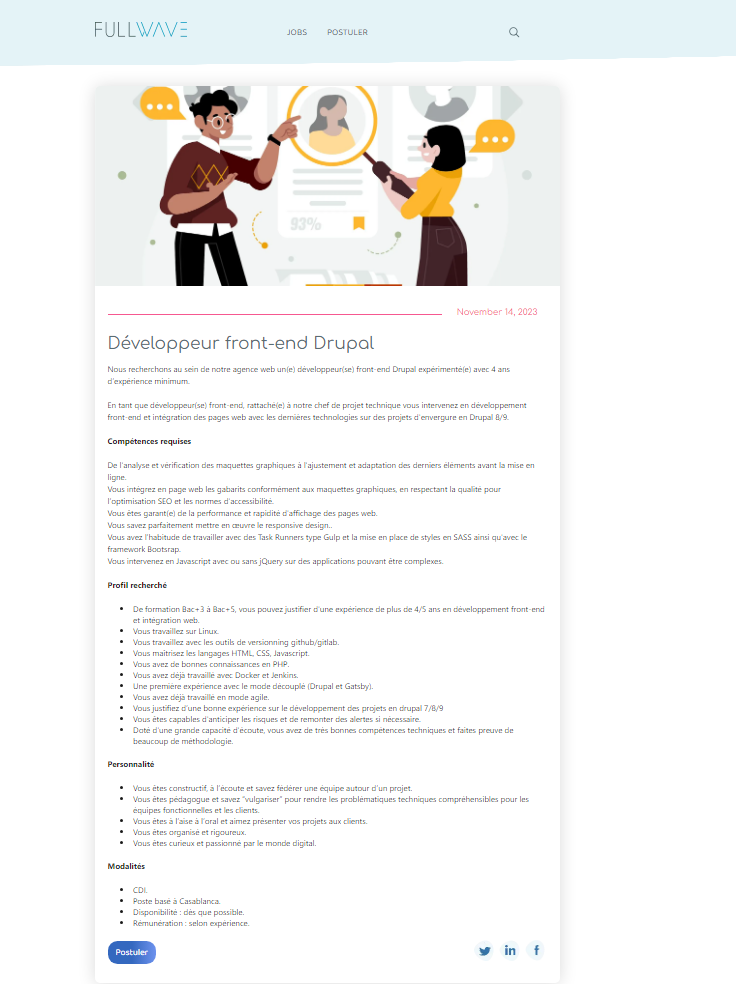 FULLWAVE
JOBS
POSTULER
93%
November 14, 2023
Développeur front-end Drupal
Nous recherchons au sein de notre agence web un(e) développeur(se) front-end Drupal expérimenté(e) avec 4 ans
d'expérience minimum.
En tant que développeur(se) front-end, rattaché(e) à notre chef de projet technique vous intervenez en développement
front-end et intégration des pages web avec les dernières technologies sur des projets d'envergure en Drupal 8/9.
Compétences requises
De l'analyse et vérification des maquettes graphiques à l'ajustement et adaptation des derniers éléments avant la mise en
ligne.
Vous intégrez en page web les gabarits conformément aux maquettes graphiques, en respectant la qualité pour
l'optimisation SEO et les normes d'accessibilité.
Vous êtes garant(e) de la performance et rapidité d'affichage des pages web.
Vous savez parfaitement mettre en œuvre le responsive design..
Vous avez l'habitude de travailler avec des Task Runners type Gulp et la mise en place de styles en SASS ainsi qu'avec le
framework Bootsrap.
Vous intervenez en Javascript avec ou sans jQuery sur des applications pouvant être complexes.
Profil recherché
• De formation Bac+3 à Bac+5, vous pouvez justifier d'une expérience de plus de 4/5 ans en développement front-end
et intégration web.
• Vous travaillez sur Linux.
• Vous travaillez avec les outils de versionning github/gitlab.
• Vous maîtrisez les langages HTML, CSS, Javascript.
• Vous avez de bonnes connaissances en PHP.
• Vous avez déjà travaillé avec Docker et Jenkins.
• Une première expérience avec le mode découplé (Drupal et Gatsby).
• Vous avez déjà travaillé en mode agile.
• Vous justifiez d'une bonne expérience sur le développement des projets en drupal 7/8/9
• Vous êtes capables d'anticiper les risques et de remonter des alertes si nécessaire.
• Doté d'une grande capacité d'écoute, vous avez de très bonnes compétences techniques et faites preuve de
beaucoup de méthodologie.
Personnalité
• Vous êtes constructif, à l'écoute et savez fédérer une équipe autour d'un projet.
• Vous êtes pédagogue et savez "vulgariser" pour rendre les problématiques techniques compréhensibles pour les
équipes fonctionnelles et les clients.
• Vous êtes à l'aise à l'oral et aimez présenter vos projets aux clients.
• Vous êtes organisé et rigoureux.
• Vous êtes curieux et passionné par le monde digital.
Modalités
• CDI.
• Poste basé à Casablanca.
• Disponibilité : dès que possible.
• Rémunération : selon expérience.
Postuler